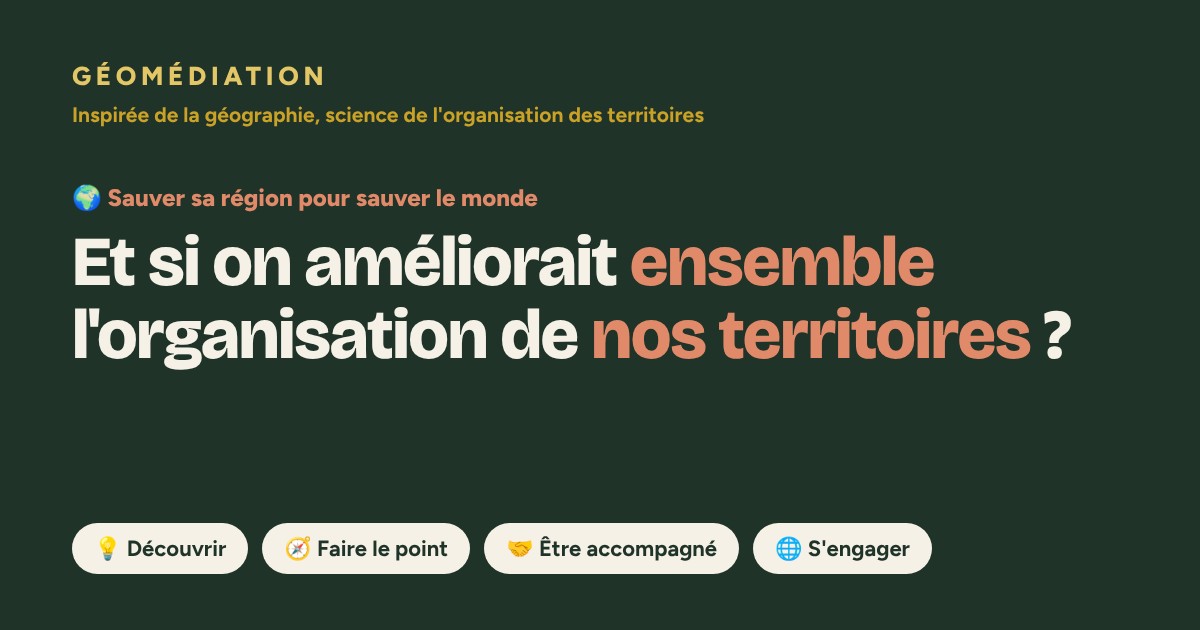 GÉOMÉDIATION
Inspirée de la géographie, science de l'organisation des territoires
🌍 Sauver sa région pour sauver le monde
Et si on améliorait ensemble
l'organisation de nos territoires ?
💡 Découvrir
🧭 Faire le point
🤝 Être accompagné
🌐 S'engager